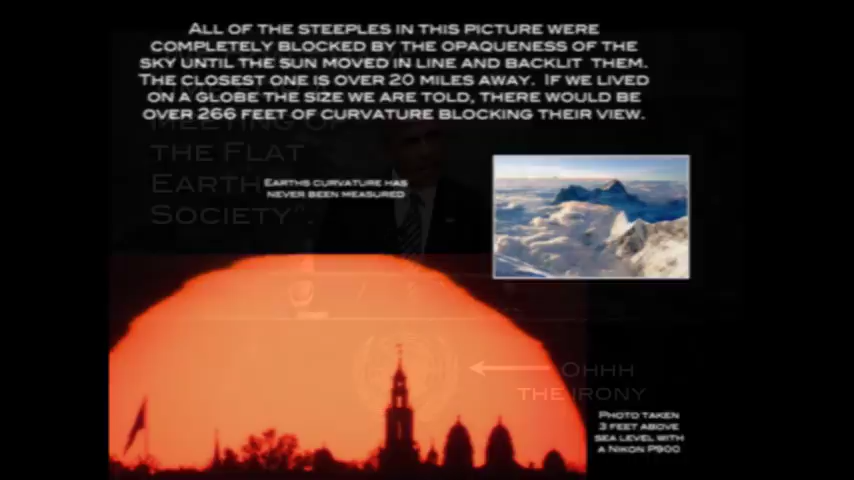 All of the steeples in this picture were
completely blocked by the opaqueness of the
sky until the sun moved in line and backlit them.
The closest one is over 20 miles away. If we lived
on a globe the size we are told, there would be
over 266 feet of curvature blocking their view.
meeting of
the Flat
Earth
Society".
Earths curvature has
never been measured
Ohhh
the irony
Photo taken
3 feet above
sea level with
a Nikon P900